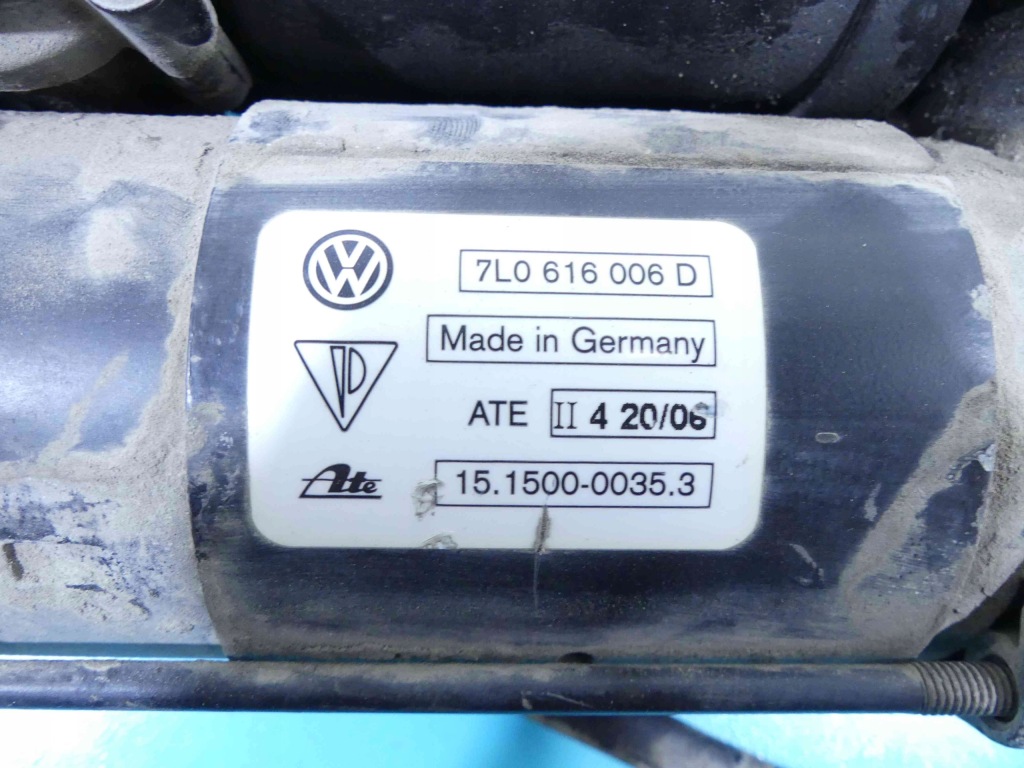 7L0 616 006 D
Made in Germany
ATE II 4 20/06
Ate 15.1500-0035.3